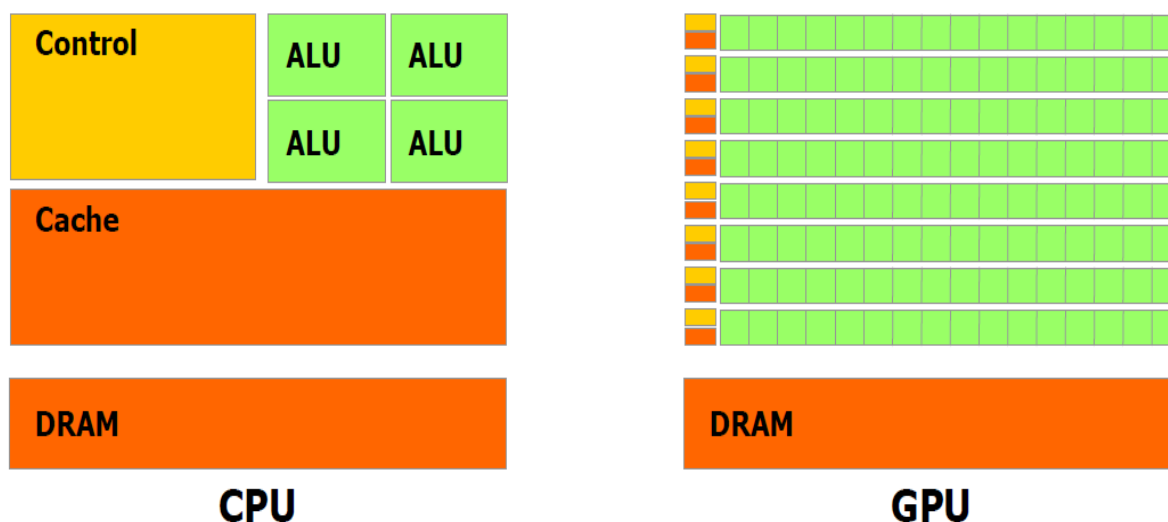 Control
ALU ALU
ALU ALU
Cache
DRAM
CPU
DRAM
GPU